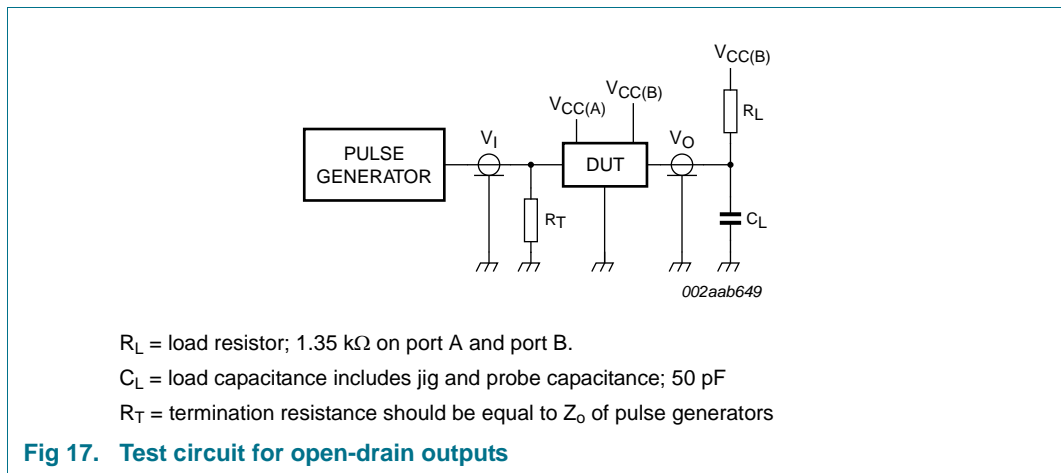 VCC(B)
VCC(B)
VCC(A)
RL
VI
VO
PULSE
GENERATOR
DUT
RT
CL
002aab649
RL = load resistor; 1.35 kΩ on port A and port B.
CL = load capacitance includes jig and probe capacitance; 50 pF
RT = termination resistance should be equal to Zo of pulse generators
Fig 17. Test circuit for open-drain outputs